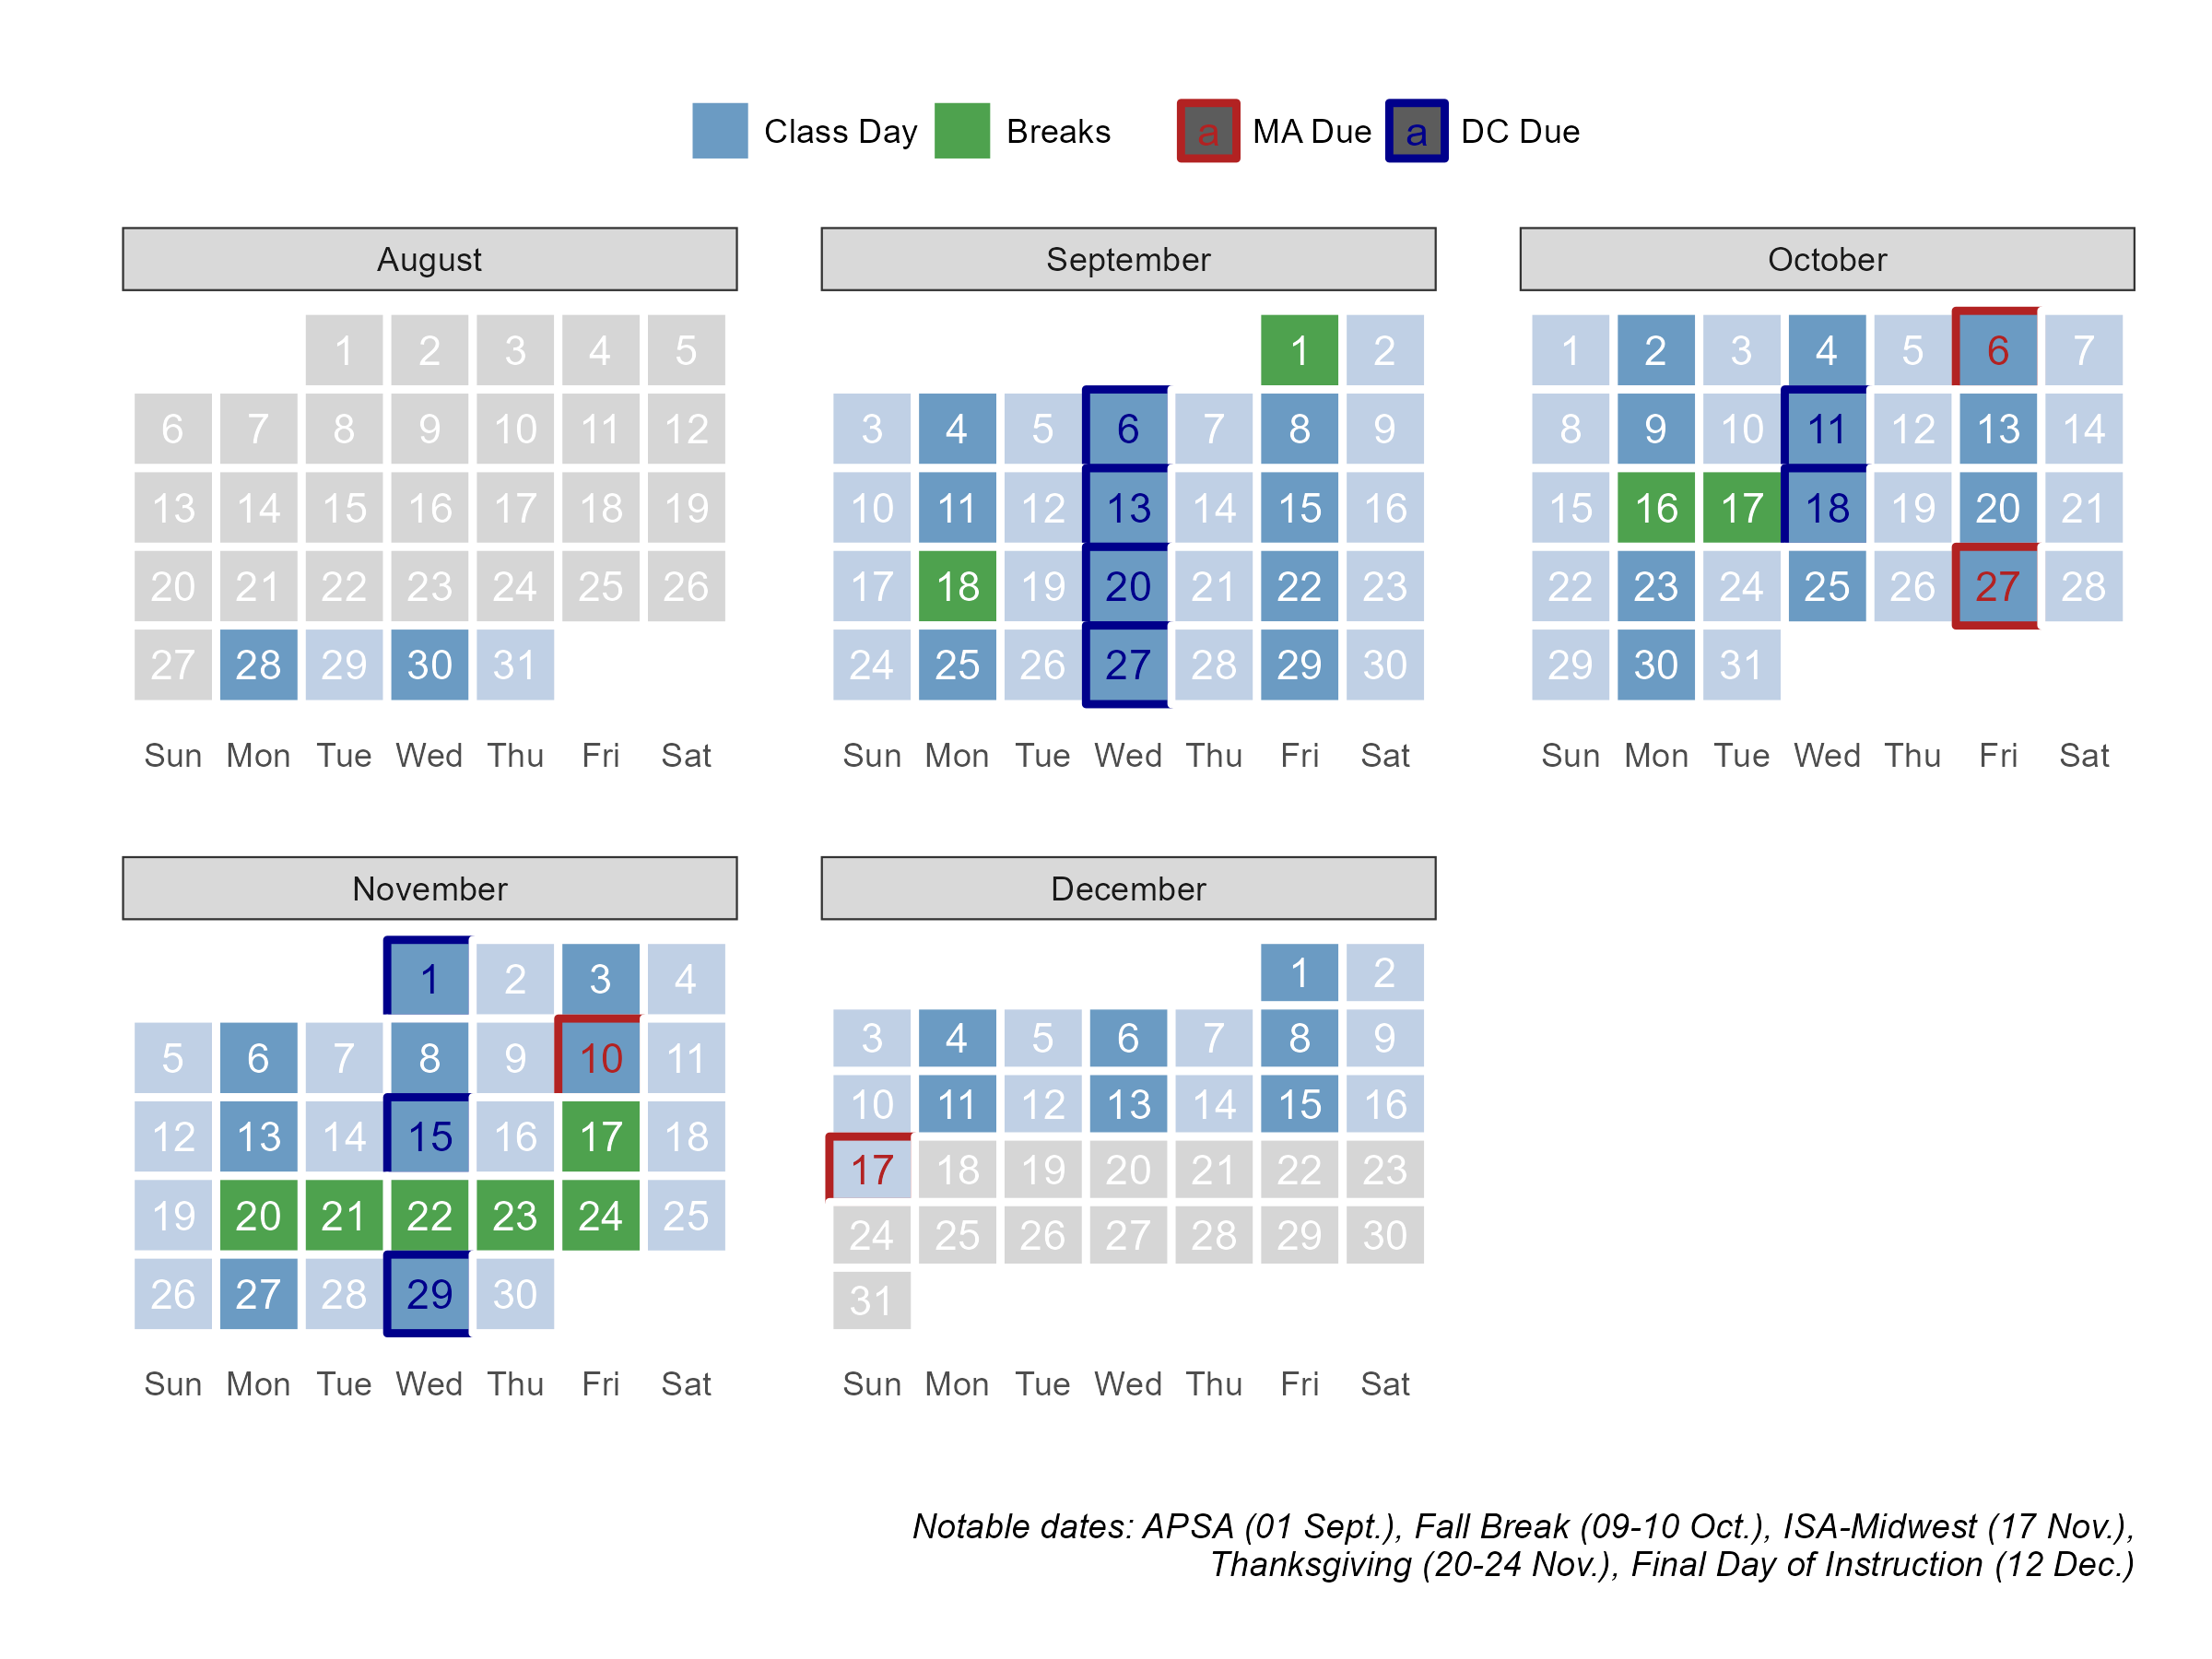 Class Day Breaks a MA Due a DC Due
August
1 2 3 4 5
6 7 8 9 10 11 12
13 14 15 16 17 18 19
20 21 22 23 24 25 26
27 28 29 30 31
Sun Mon Tue Wed Thu Fri Sat
September
1 2
3 4 5 6 7 8 9
10 11 12 13 14 15 16
17 18 19 20 21 22 23
24 25 26 27 28 29 30
Sun Mon Tue Wed Thu Fri Sat
October
1 2 3 4 5 6 7
8 9 10 11 12 13 14
15 16 17 18 19 20 21
22 23 24 25 26 27 28
29 30 31
Sun Mon Tue Wed Thu Fri Sat
November
1 2 3 4
5 6 7 8 9 10 11
12 13 14 15 16 17 18
19 20 21 22 23 24 25
26 27 28 29 30
Sun Mon Tue Wed Thu Fri Sat
December
1 2
3 4 5 6 7 8 9
10 11 12 13 14 15 16
17 18 19 20 21 22 23
24 25 26 27 28 29 30
31
Sun Mon Tue Wed Thu Fri Sat
Notable dates: APSA (01 Sept.), Fall Break (09-10 Oct.), ISA-Midwest (17 Nov.),
Thanksgiving (20-24 Nov.), Final Day of Instruction (12 Dec.)